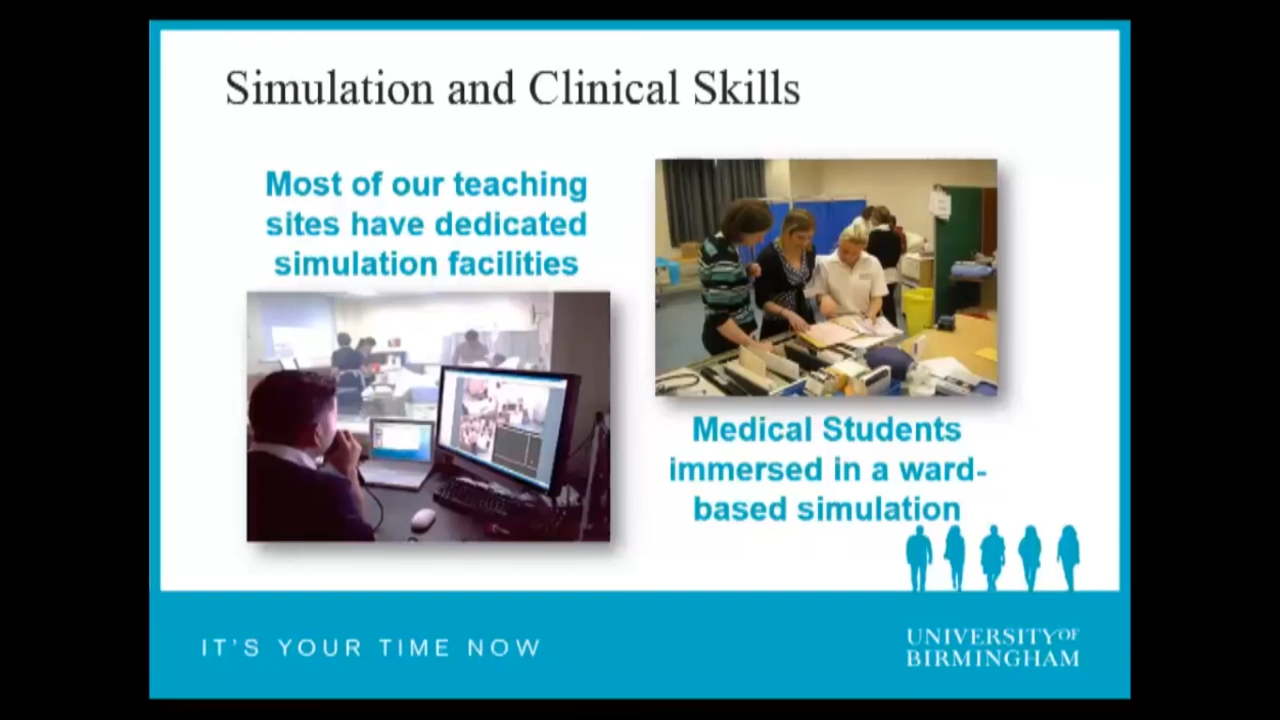 Simulation and Clinical Skills
Most of our teaching
sites have dedicated
simulation facilities
Medical Students
immersed in a ward-
based simulation
IT'S YOUR TIME NOW
UNIVERSITY OF
BIRMINGHAM